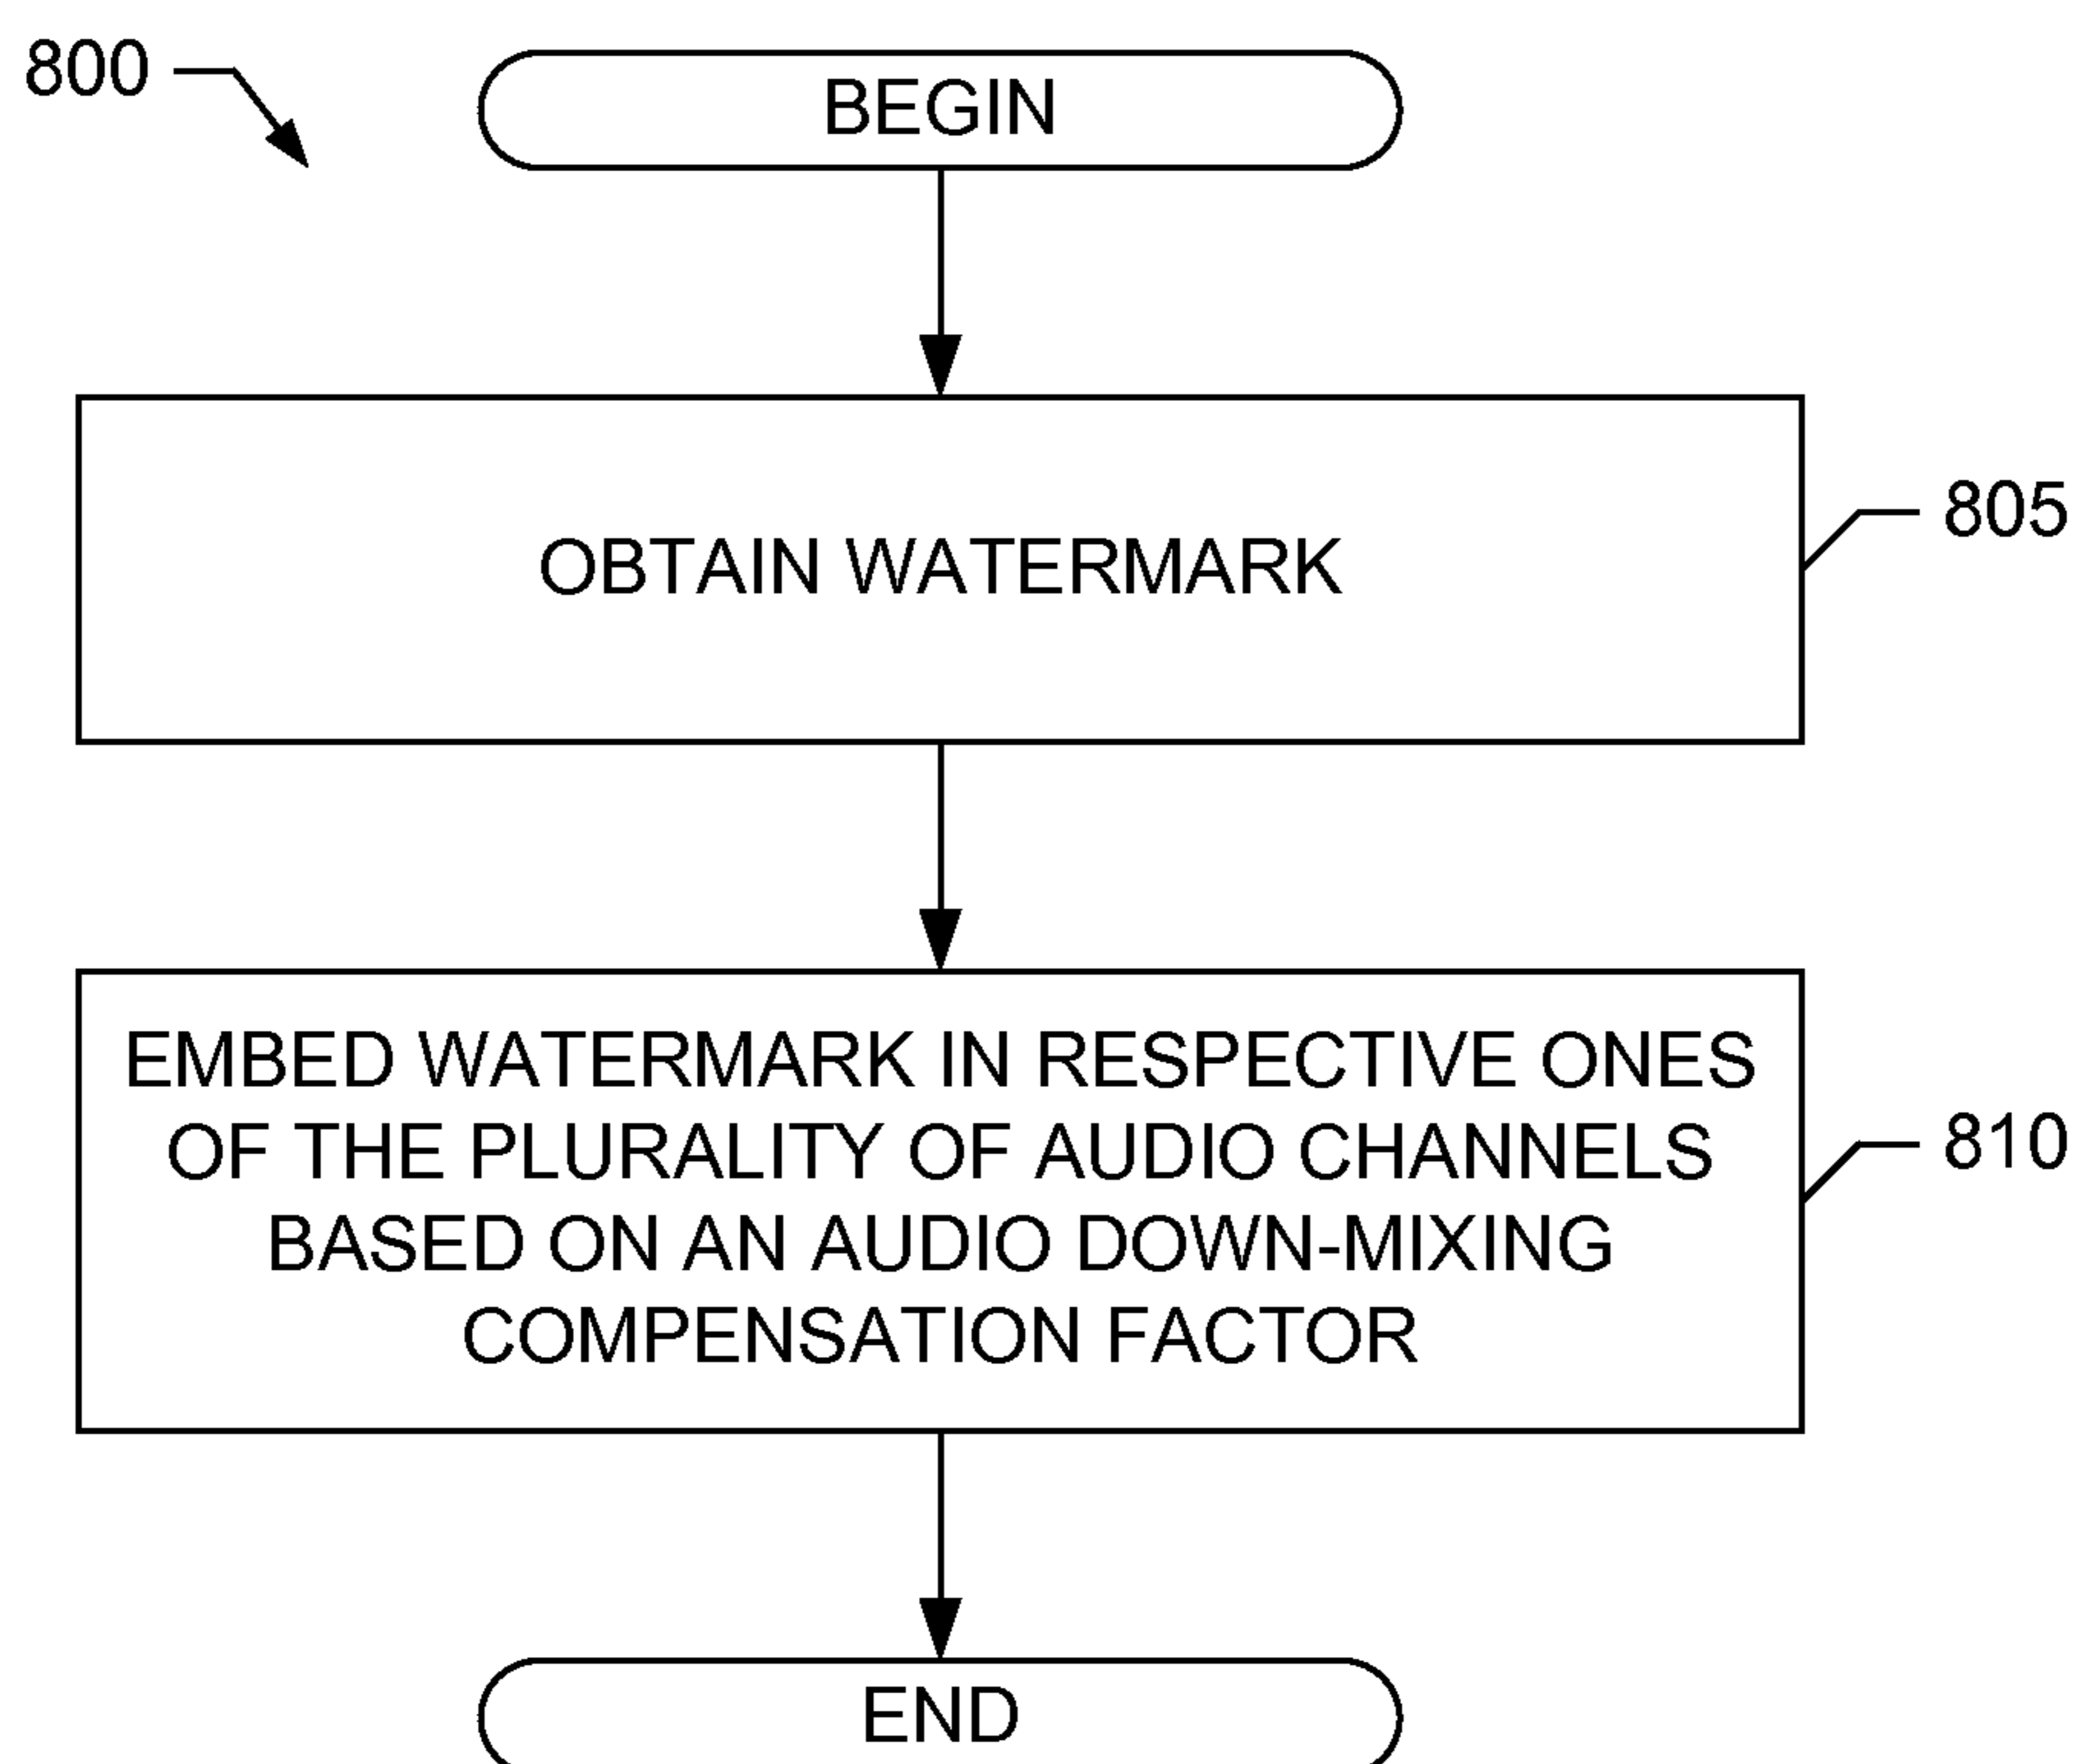 800
BEGIN
OBTAIN WATERMARK
805
EMBED WATERMARK IN RESPECTIVE ONES
OF THE PLURALITY OF AUDIO CHANNELS
BASED ON AN AUDIO DOWN-MIXING
COMPENSATION FACTOR
810
END